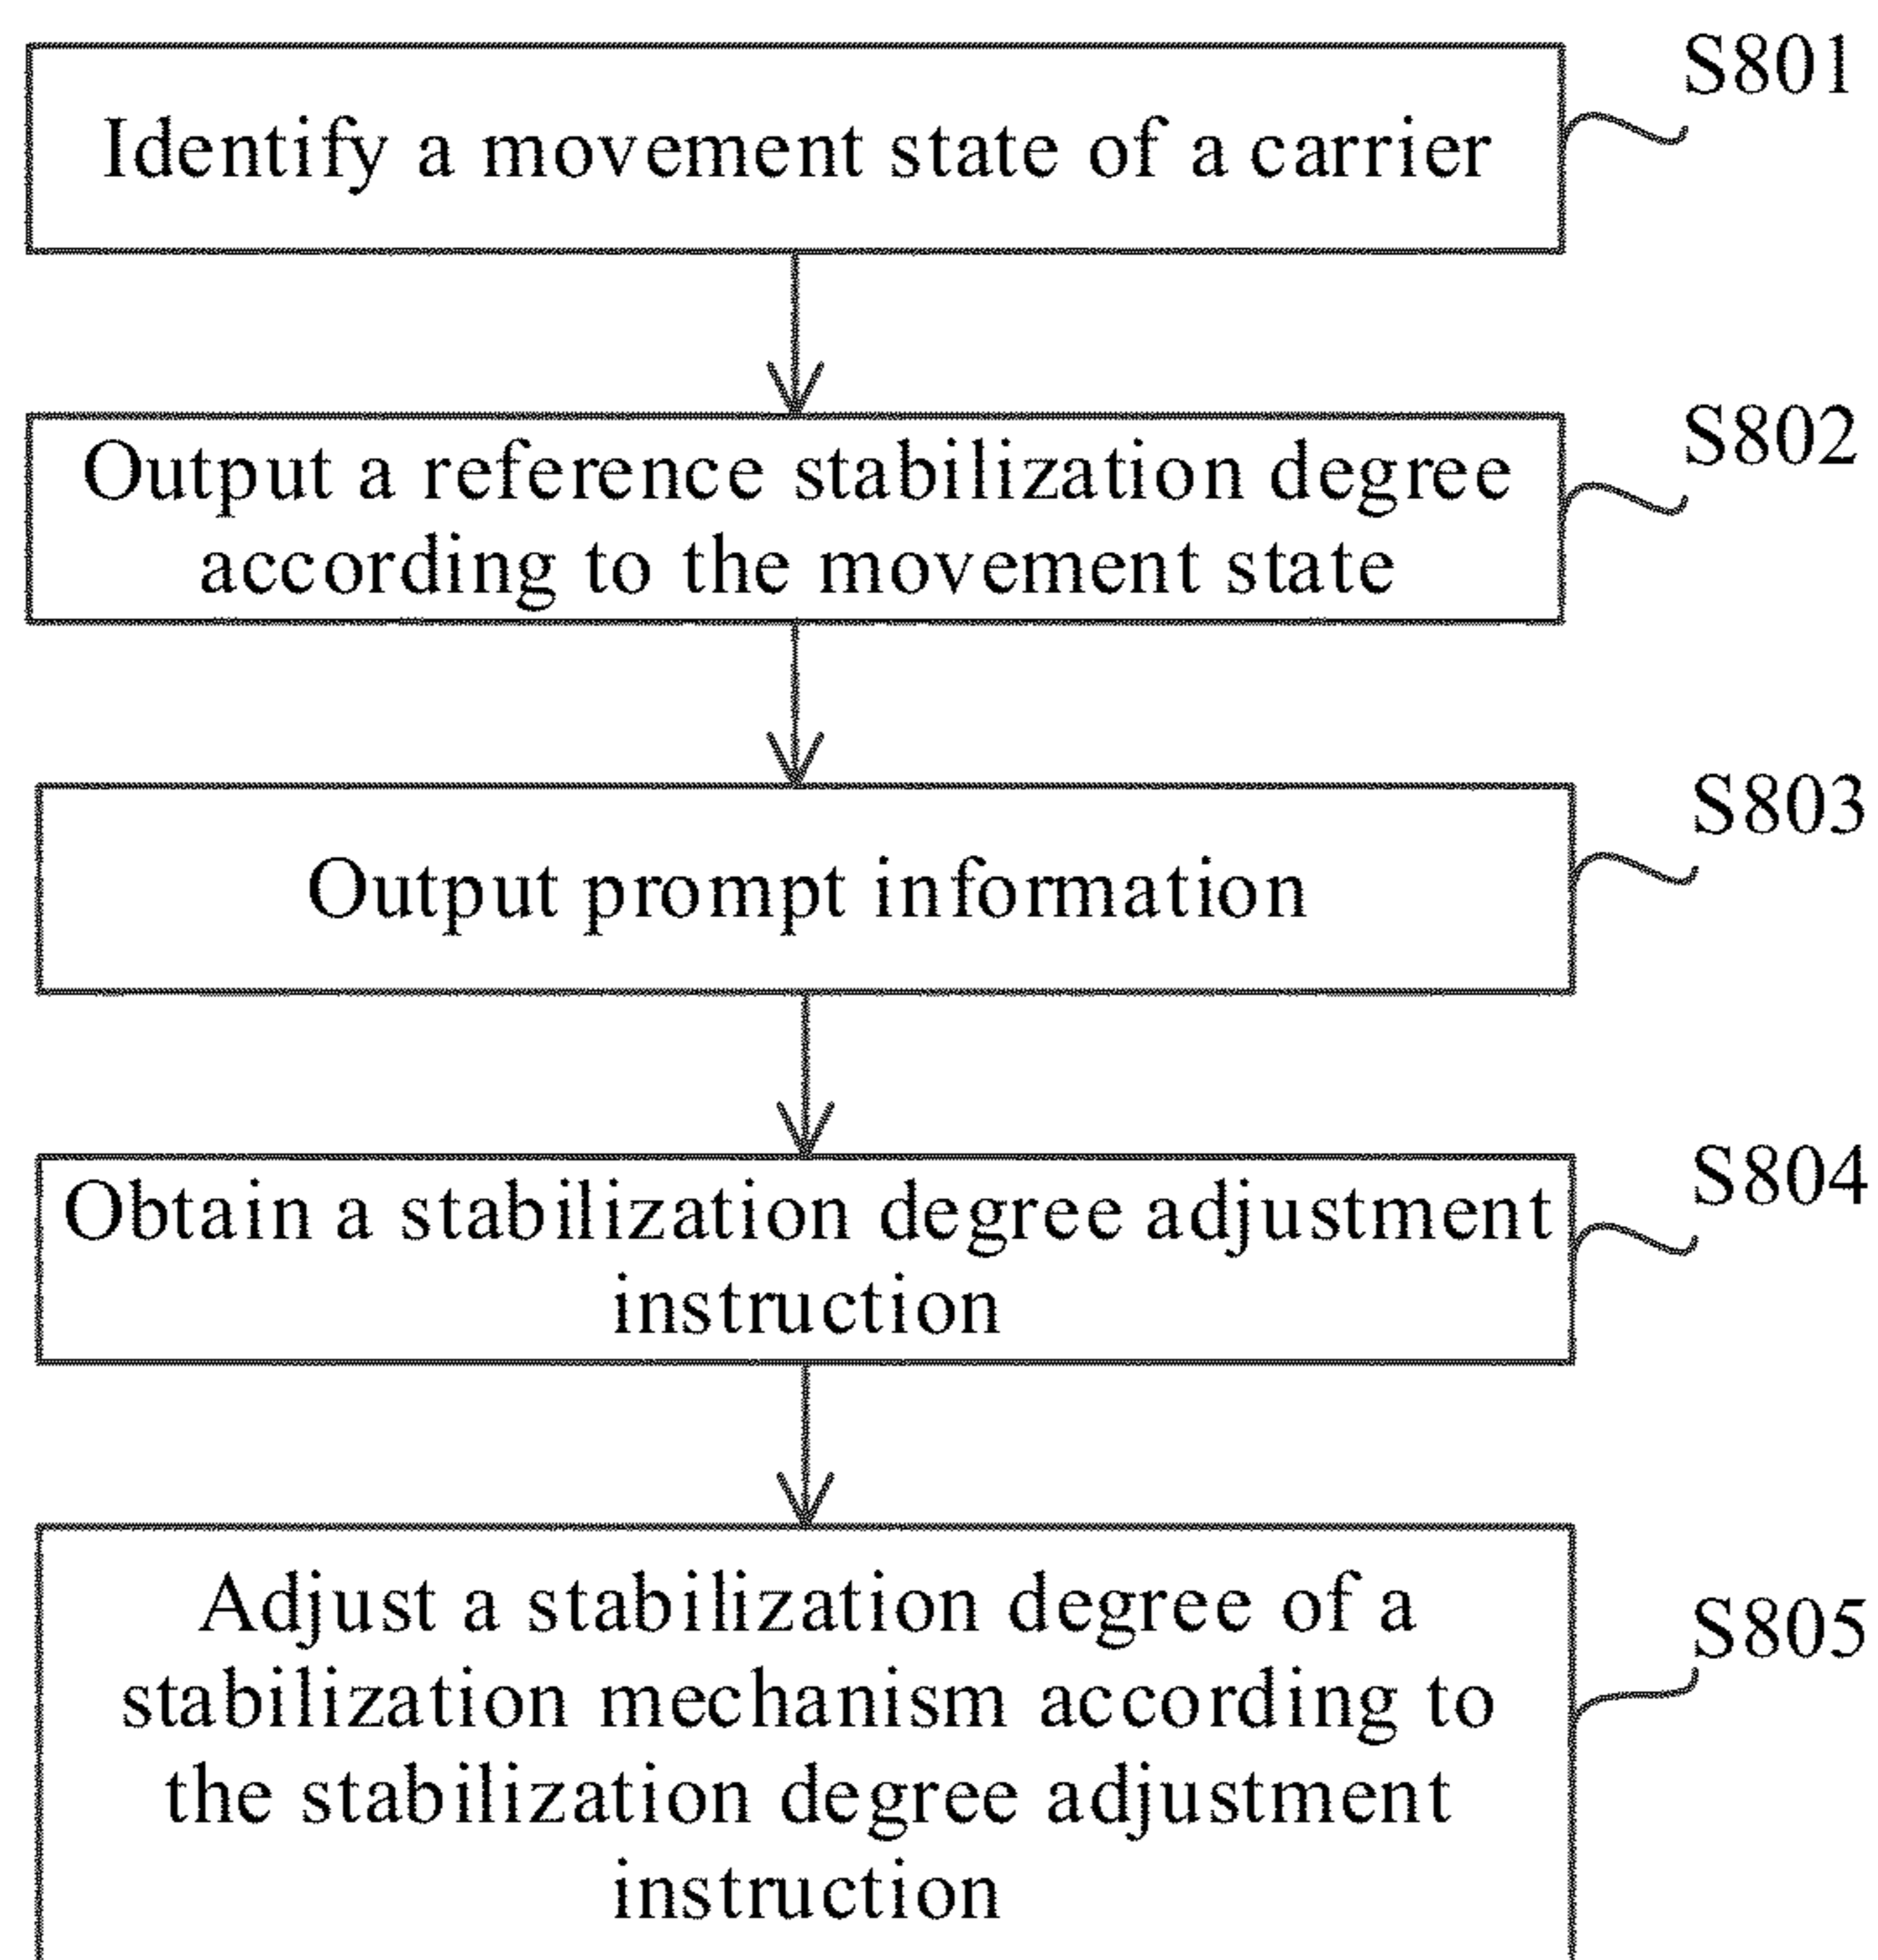 S801
Identify a movement state of a carrier
S802
Output a reference stabilization degree
according to the movement state
S803
Output prompt information
S804
Obtain a stabilization degree adjustment
instruction
S805
Adjust a stabilization degree of a
stabilization mechanism according to
the stabilization degree adjustment
instruction